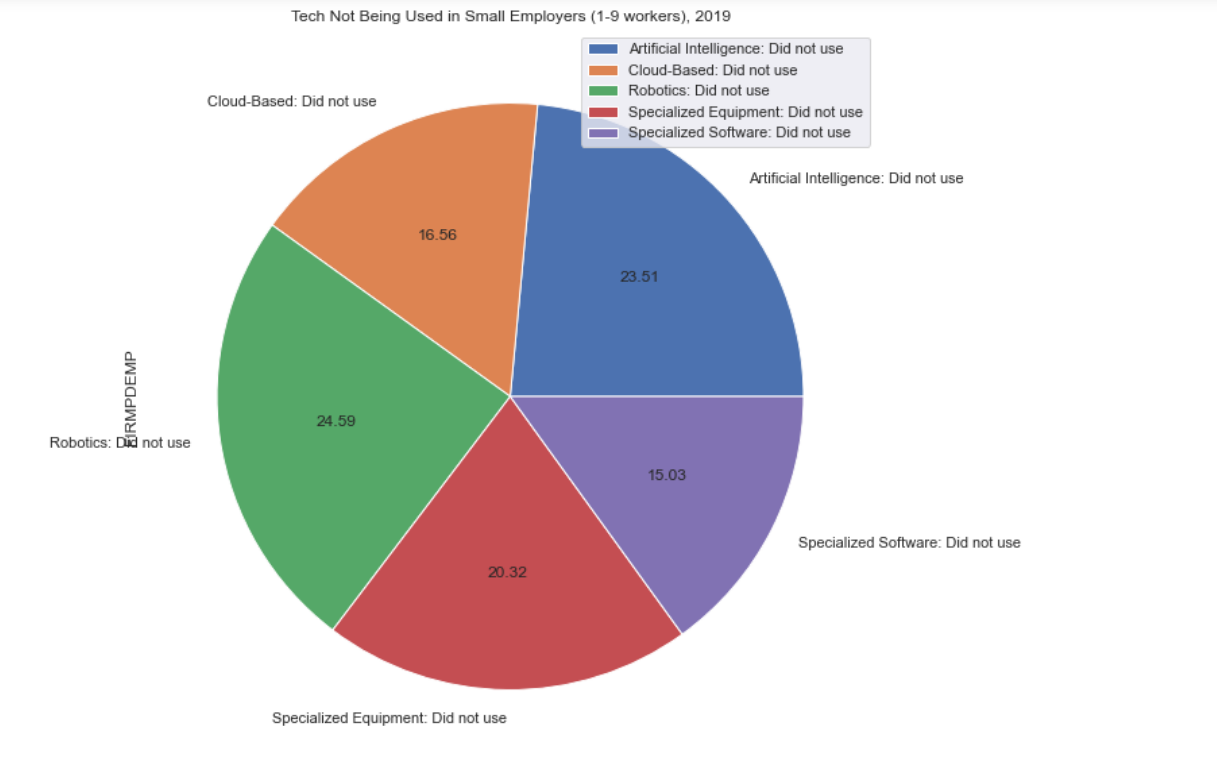 Tech Not Being Used in Small Employers (1-9 workers), 2019
Artificial Intelligence: Did not use
Cloud-Based: Did not use
Robotics: Did not use
Specialized Equipment: Did not use
Specialized Software: Did not use
Cloud-Based: Did not use
Artificial Intelligence: Did not use
16.56
23.51
FIRMPDEMP
24.59
Robotics: Did not use
15.03
Specialized Software: Did not use
20.32
Specialized Equipment: Did not use